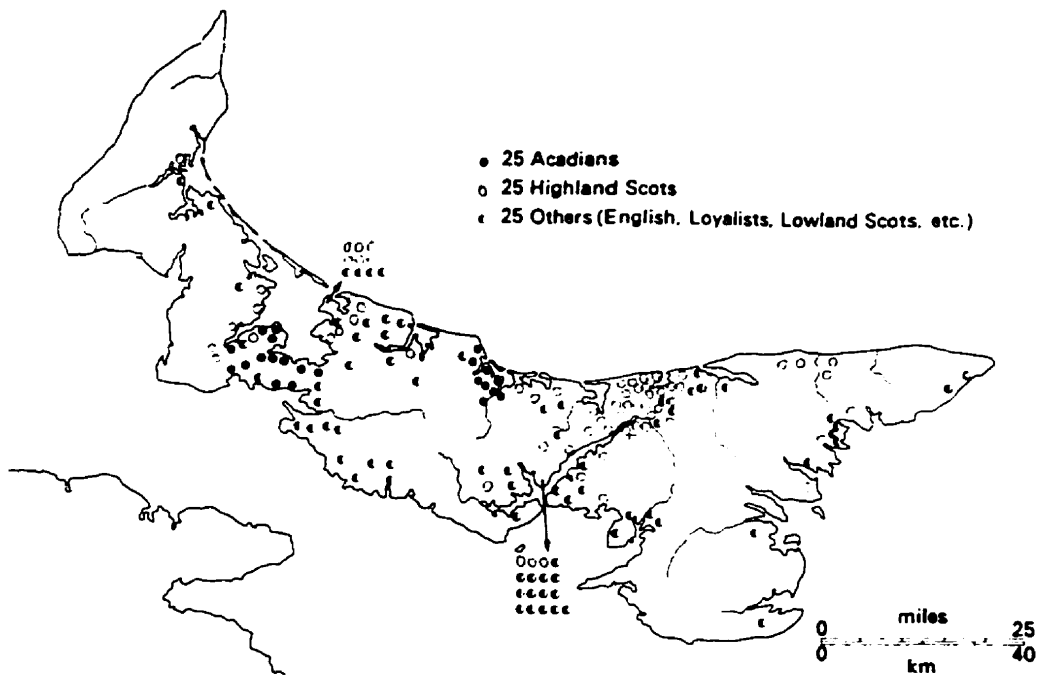 25 Acadians
25 Highland Scots
25 Others (English, Loyalists, Lowland Scots, etc.)
0 miles 25
0 km 40